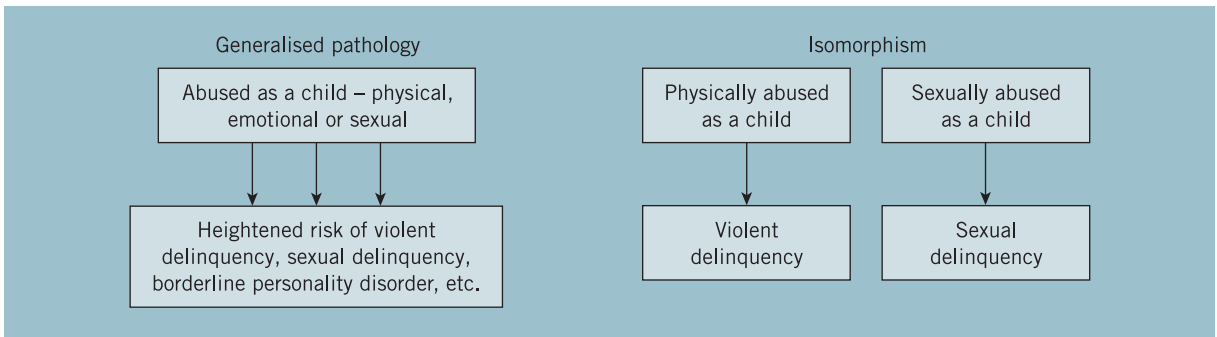 Generalised pathology
Abused as a child – physical,
emotional or sexual
Heightened risk of violent
delinquency, sexual delinquency,
borderline personality disorder, etc.
Isomorphism
Physically abused
as a child
Violent
delinquency
Sexually abused
as a child
Sexual
delinquency